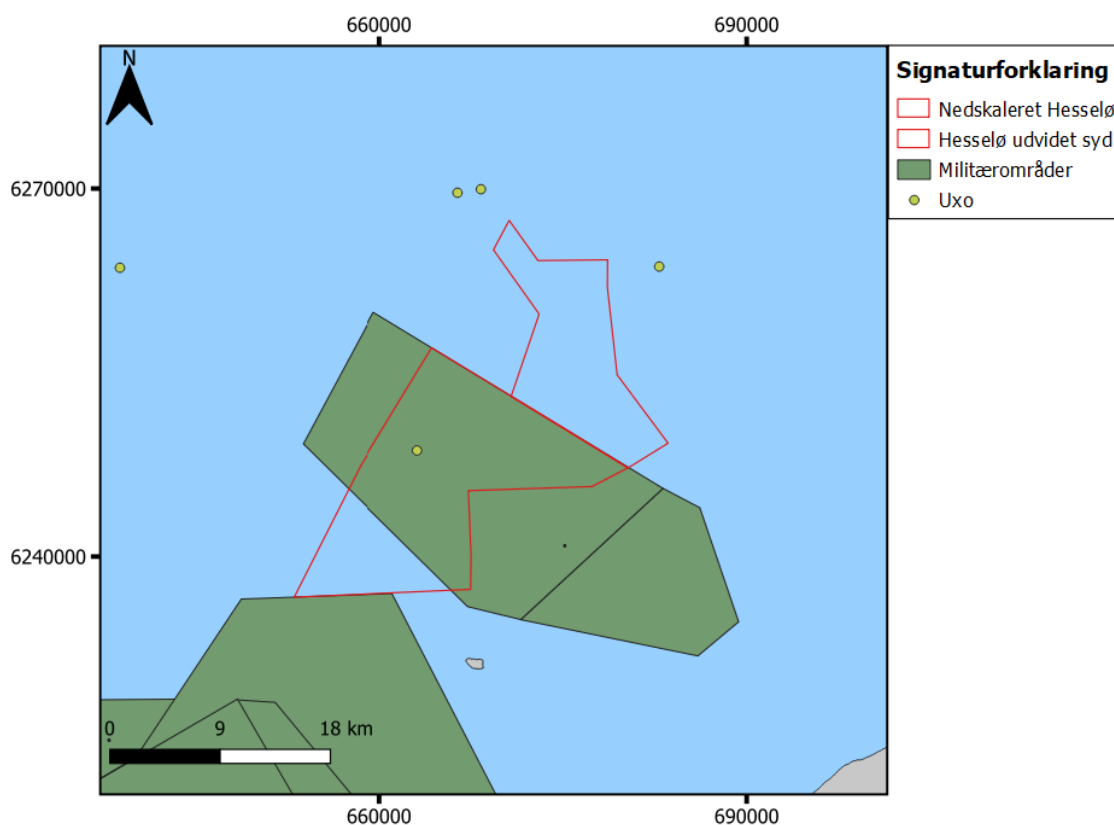 660000 690000
N
Signaturforklaring
Nedskaleret Hesselø
Hesselø udvidet syd
Militærområder
Uxo
6270000
6240000
0 9 18 km
660000 690000